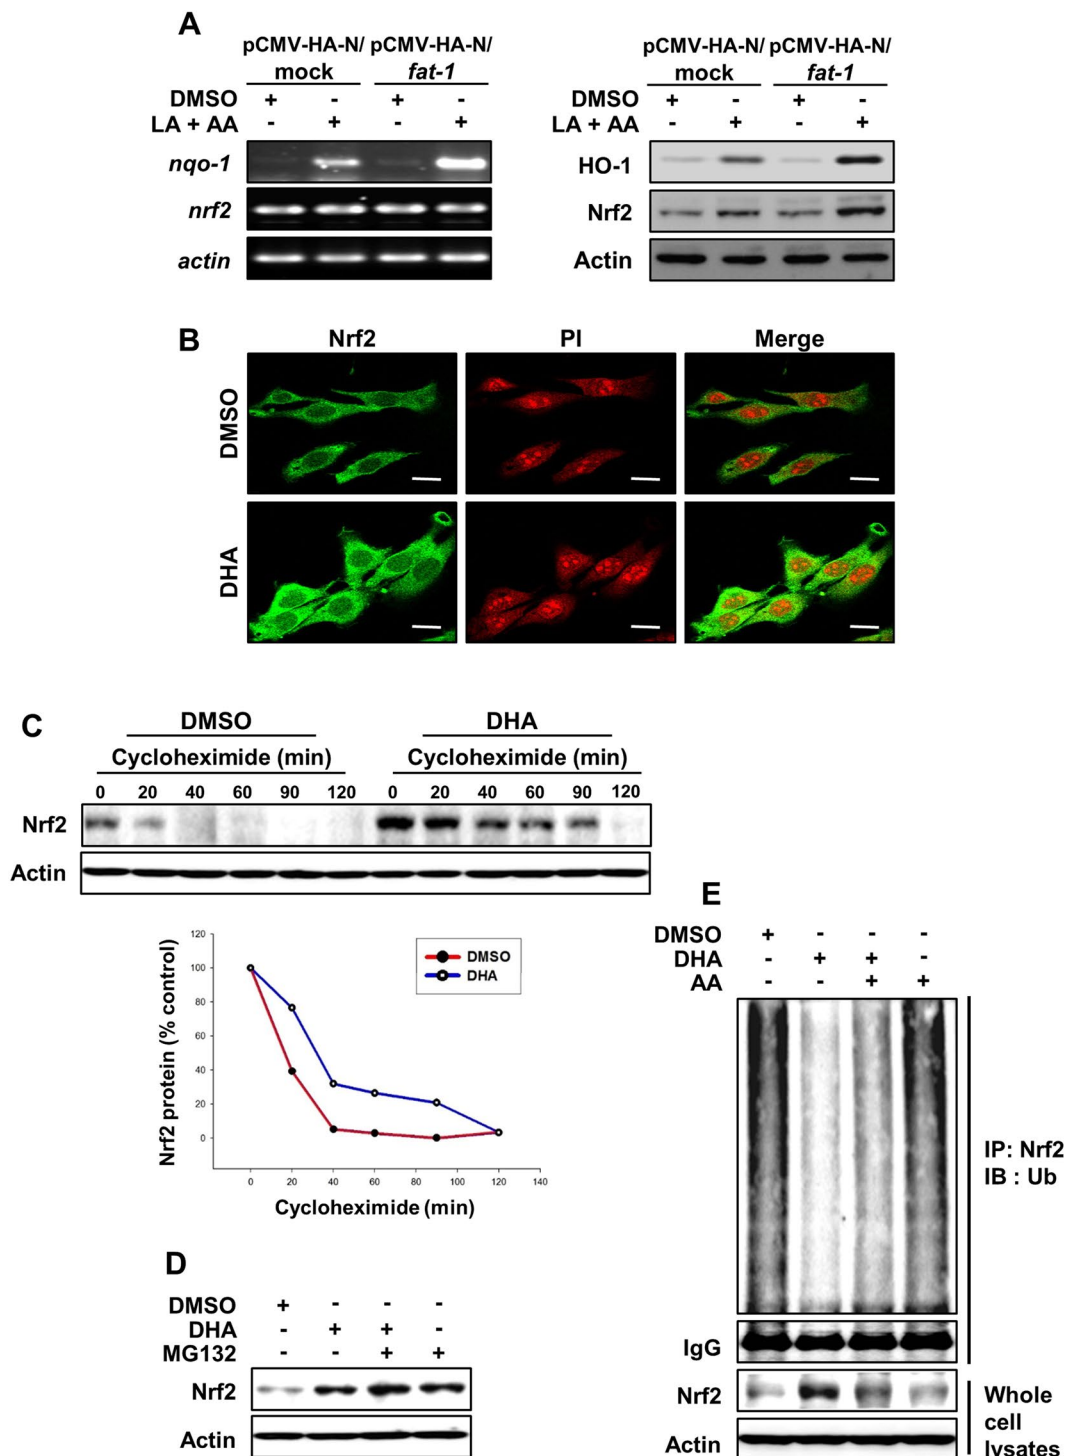 A
pCMV-HA-N/ pCMV-HA-N/
mock fat-1
DMSO + - + -
LA + AA - + - +
nqo-1
nrf2
actin
pCMV-HA-N/ pCMV-HA-N/
mock fat-1
DMSO + - + -
LA + AA - + - +
HO-1
Nrf2
Actin
B
Nrf2 PI Merge
DMSO
DHA
C
DMSO DHA
Cycloheximide (min) Cycloheximide (min)
0 20 40 60 90 120 0 20 40 60 90 120
Nrf2
Actin
Nrf2 protein (% control)
120
100
80
60
40
20
0
DMSO
DHA
0 20 40 60 80 100 120 140
Cycloheximide (min)
D
DMSO + - - -
DHA - + + -
MG132 - - + +
Nrf2
Actin
E
DMSO + - - -
DHA - + + -
AA - - + +
IP: Nrf2
IB : Ub
IgG
Nrf2
Actin
Whole
cell
lysates